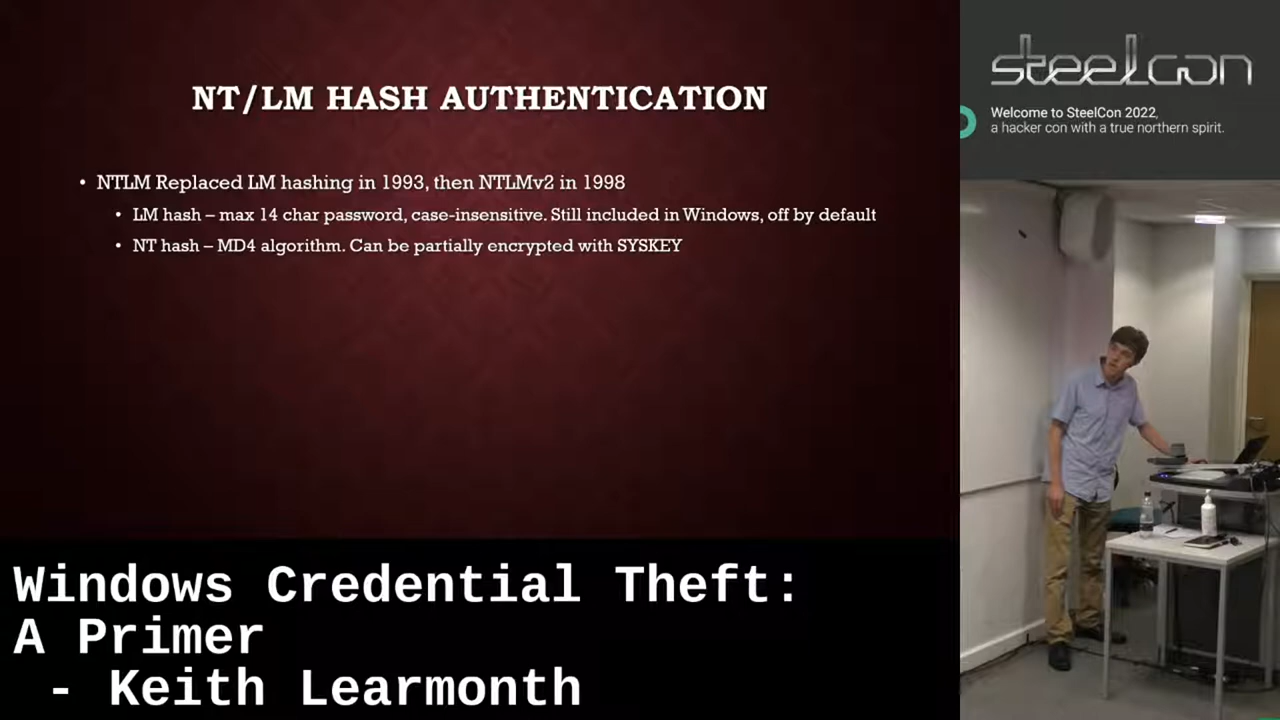 NT/LM HASH AUTHENTICATION
• NTLM Replaced LM hashing in 1993, then NTLMv2 in 1998
• LM hash – max 14 char password, case-insensitive. Still included in Windows, off by default
• NT hash – MD4 algorithm. Can be partially encrypted with SYSKEY
steelcon
Welcome to SteelCon 2022,
a hacker con with a true northern spirit.
Windows Credential Theft:
A Primer
- Keith Learmonth